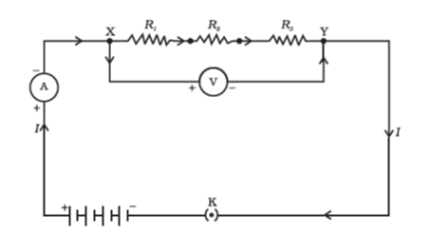 X R₁ R₂ R₃ Y
− A +
+ V −
I
I
+ −
K